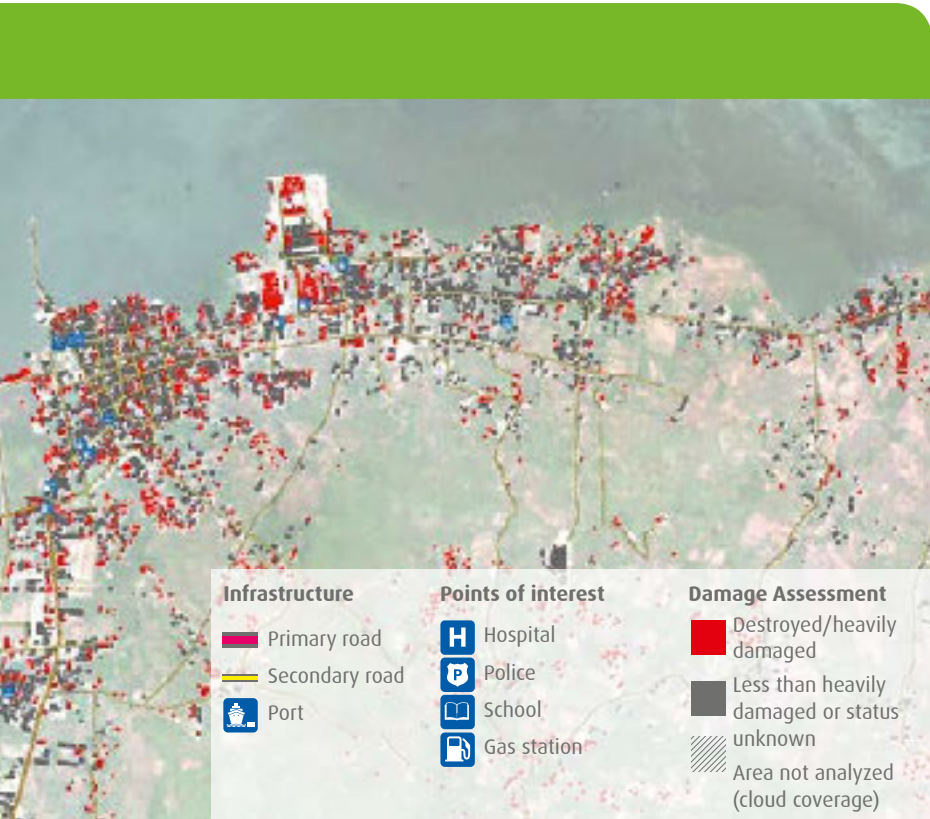 Infrastructure
Primary road
Secondary road
Port
Points of interest
H Hospital
P Police
School
Gas station
Damage Assessment
Destroyed/heavily
damaged
Less than heavily
damaged or status
unknown
Area not analyzed
(cloud coverage)